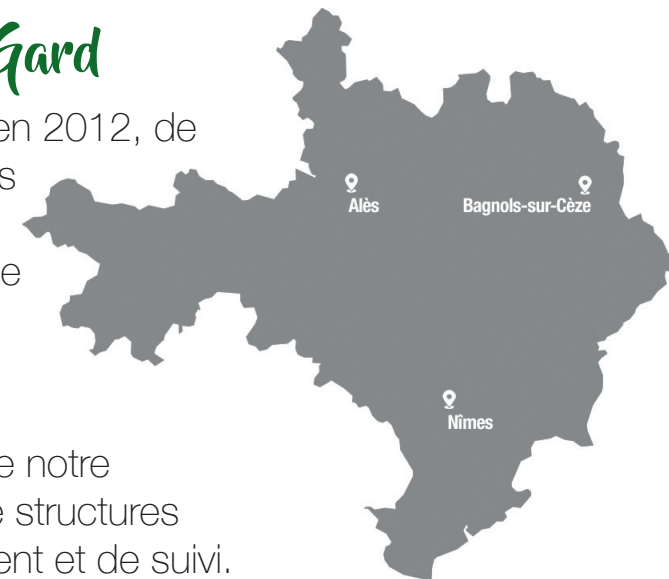 Gard
en 2012, de
s
e
Alès
Bagnols-sur-Cèze
Nîmes
e notre
e structures
ent et de suivi.